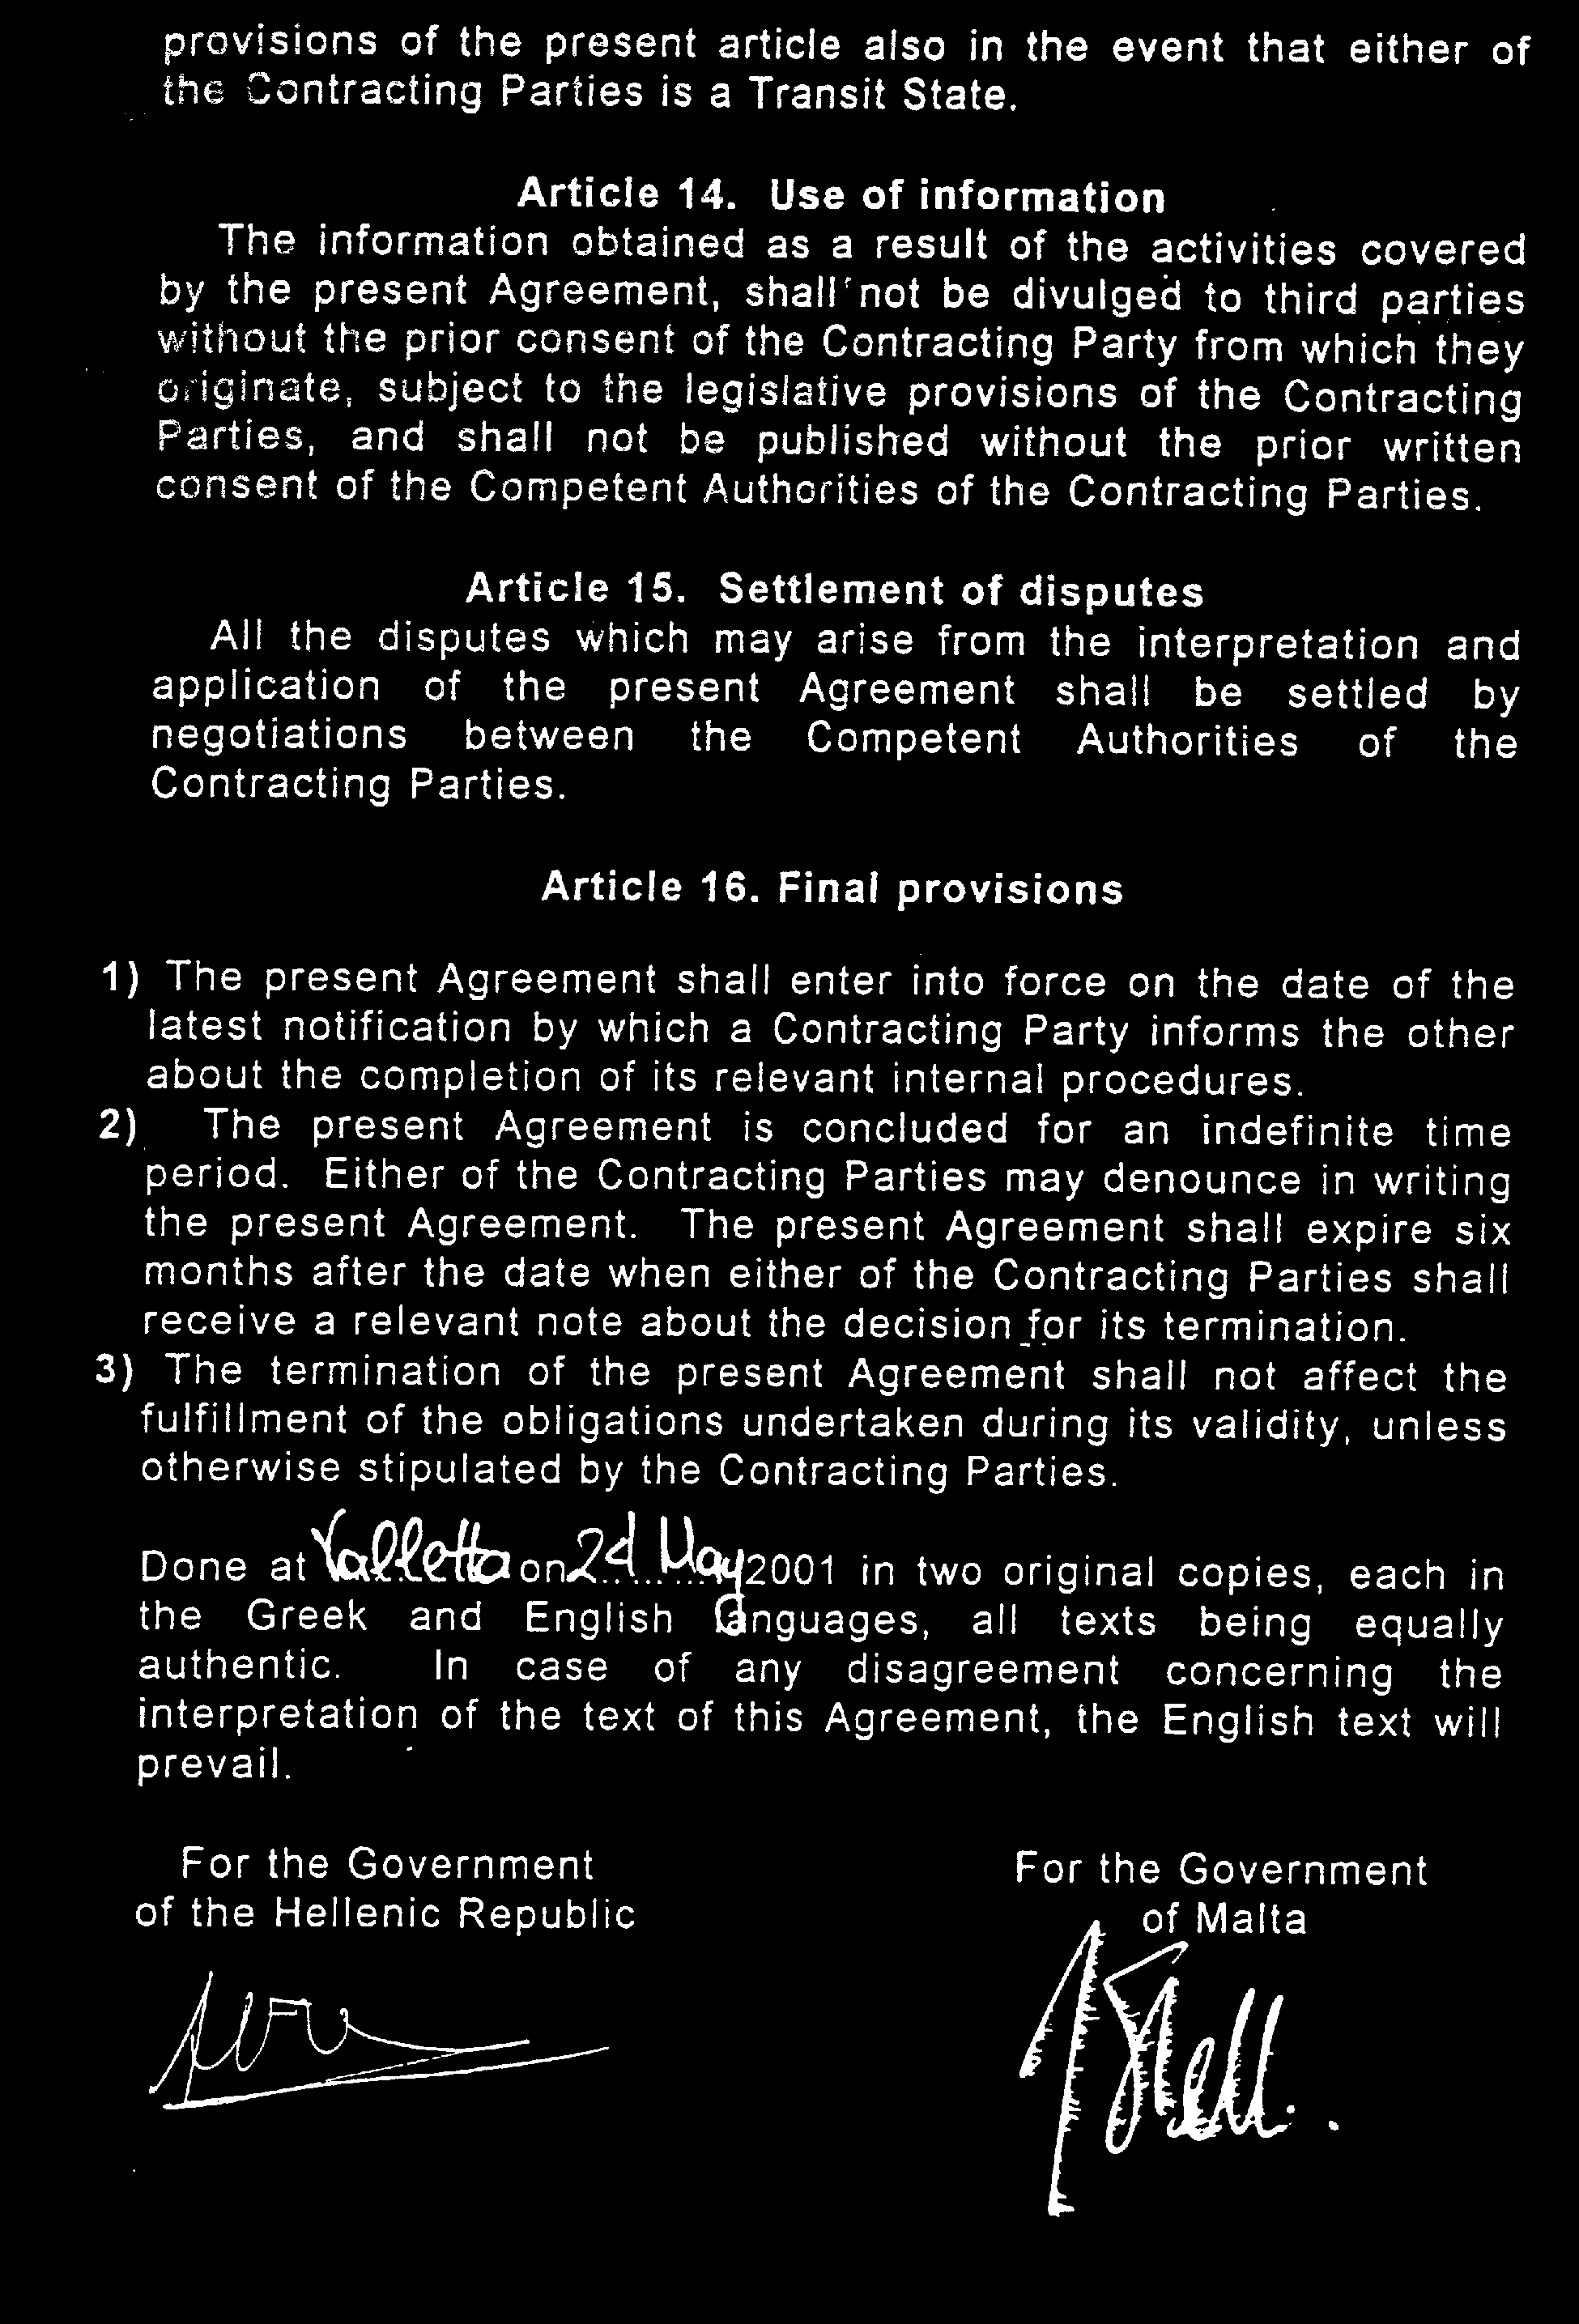 provisions of the present article also in the event that either of
the Contracting Parties is a Transit State.
Article 14. Use of information
The information obtained as a result of the activities covered
by the present Agreement, shall not be divulged to third parties
without the prior consent of the Contracting Party from which they
originate, subject to the legislative provisions of the Contracting
Parties, and shall not be published without the prior written
consent of the Competent Authorities of the Contracting Parties.
Article 15. Settlement of disputes
All the disputes which may arise from the interpretation and
application of the present Agreement shall be settled by
negotiations between the Competent Authorities of the
Contracting Parties.
Article 16. Final provisions
1) The present Agreement shall enter into force on the date of the
latest notification by which a Contracting Party informs the other
about the completion of its relevant internal procedures.
2) The present Agreement is concluded for an indefinite time
period. Either of the Contracting Parties may denounce in writing
the present Agreement. The present Agreement shall expire six
months after the date when either of the Contracting Parties shall
receive a relevant note about the decision for its termination.
3) The termination of the present Agreement shall not affect the
fulfillment of the obligations undertaken during its validity, unless
otherwise stipulated by the Contracting Parties.
Done at Valletta on 2d May 2001 in two original copies, each in
the Greek and English languages, all texts being equally
authentic. In case of any disagreement concerning the
interpretation of the text of this Agreement, the English text will
prevail.
For the Government
of the Hellenic Republic
For the Government
of Malta